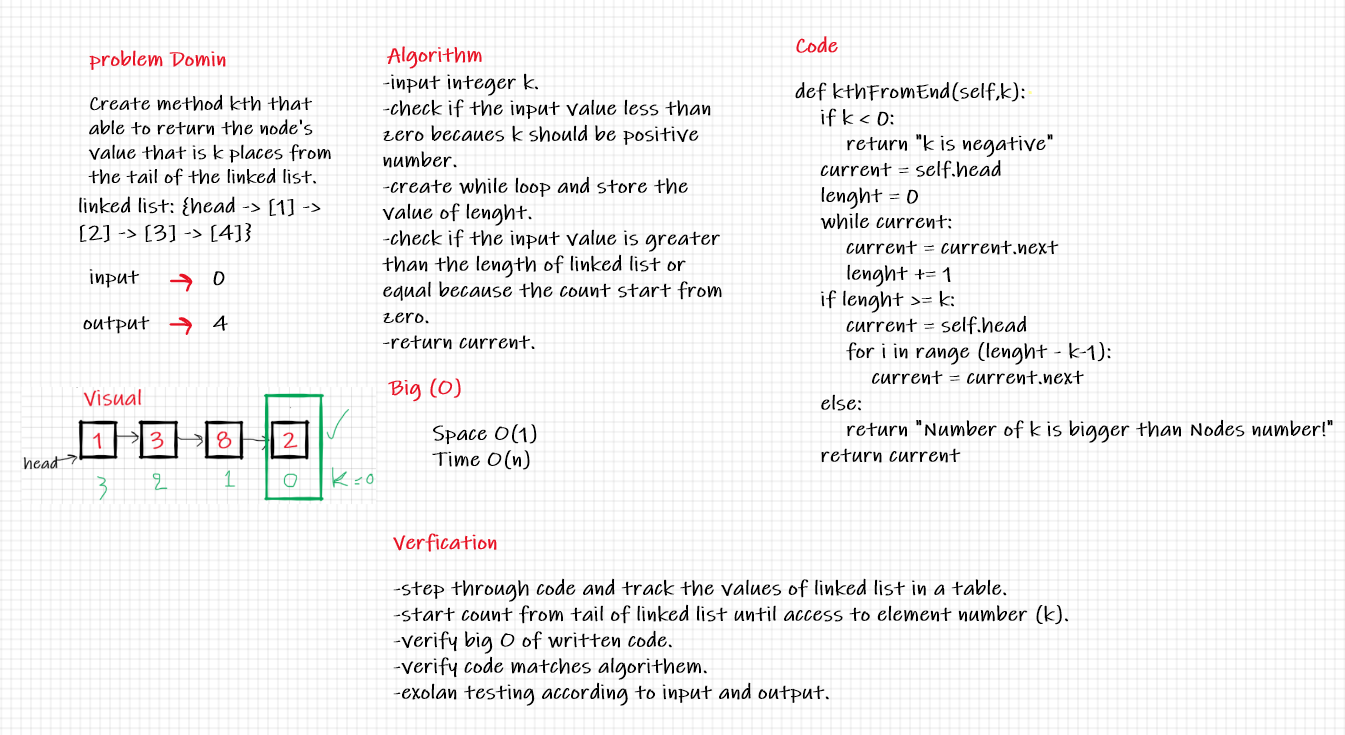 problem Domin
Create method kth that
able to return the node's
value that is k places from
the tail of the linked list.
linked list: {head -> [1] ->
[2] -> [3] -> [4]}
input → 0
output → 4
Visual
1 3 8 2
head
3 2 1 0 K=0
Algorithm
-input integer k.
-check if the input value less than
zero becaues k should be positive
number.
-create while loop and store the
value of lenght.
-check if the input value is greater
than the length of linked list or
equal because the count start from
zero.
-return current.
Big (O)
Space O(1)
Time O(n)
Code
def kthFromEnd(self,k):
if k < 0:
return "k is negative"
current = self.head
lenght = 0
while current:
current = current.next
lenght += 1
if lenght >= k:
current = self.head
for i in range (lenght - k-1):
current = current.next
else:
return "Number of k is bigger than Nodes number!"
return current
Verfication
-step through code and track the values of linked list in a table.
-start count from tail of linked list until access to element number (k).
-verify big O of written code.
-verify code matches algorithem.
-exolan testing according to input and output.